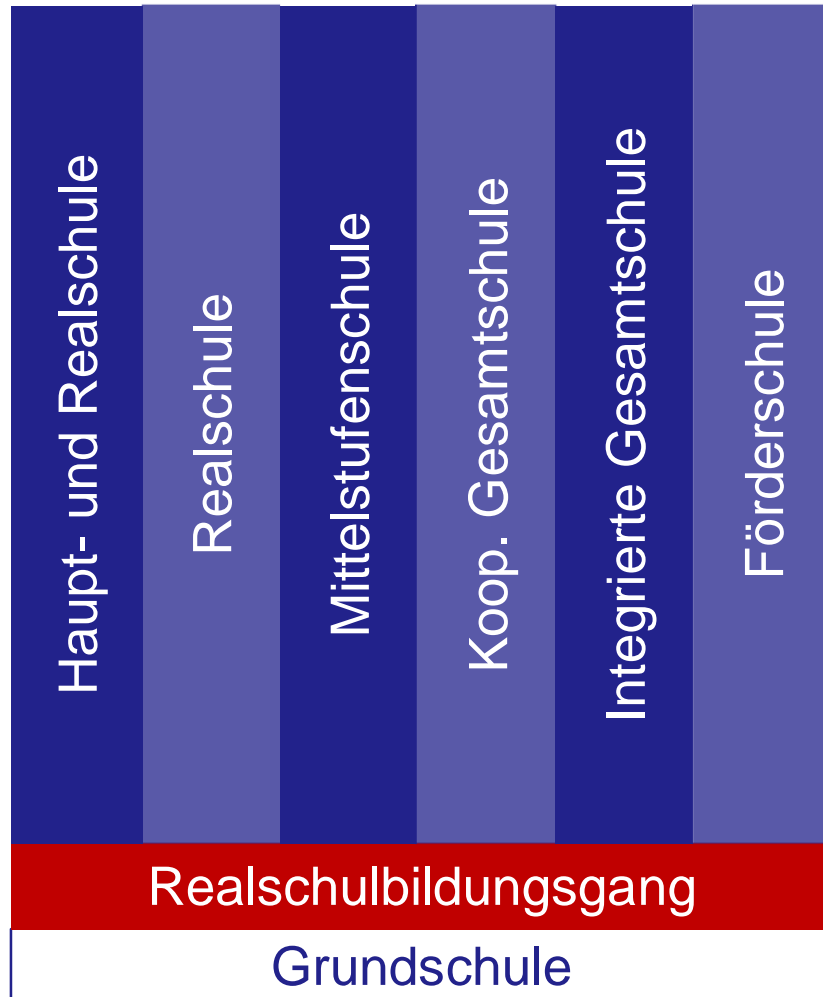 Haupt- und Realschule
Realschule
Mittelstufenschule
Koop. Gesamtschule
Integrierte Gesamtschule
Förderschule
Realschulbildungsgang
Grundschule